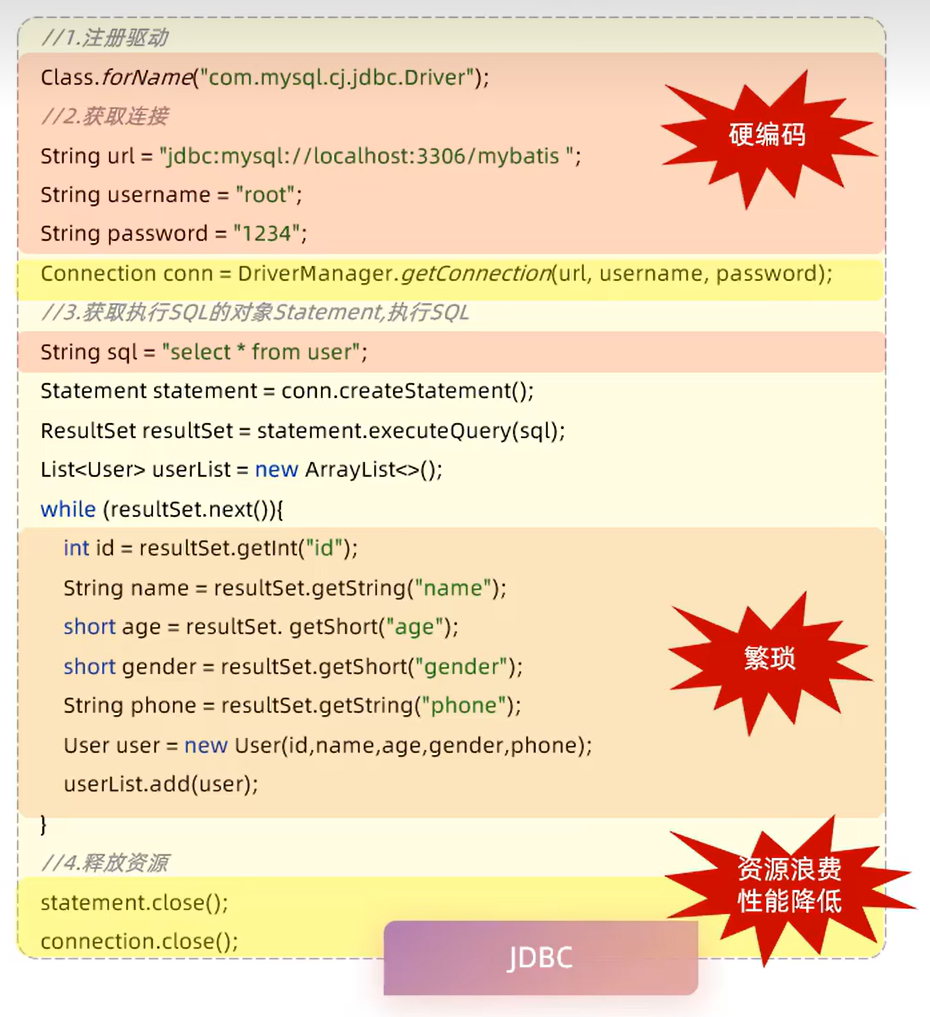 //1.注册驱动
Class.forName("com.mysql.cj.jdbc.Driver");
//2.获取连接
String url = "jdbc:mysql://localhost:3306/mybatis ";
String username = "root";
String password = "1234";
硬编码
Connection conn = DriverManager.getConnection(url, username, password);
//3.获取执行SQL的对象Statement,执行SQL
String sql = "select * from user";
Statement statement = conn.createStatement();
ResultSet resultSet = statement.executeQuery(sql);
List<User> userList = new ArrayList<>();
while (resultSet.next()){
int id = resultSet.getInt("id");
String name = resultSet.getString("name");
short age = resultSet. getShort("age");
short gender = resultSet.getShort("gender");
String phone = resultSet.getString("phone");
User user = new User(id,name,age,gender,phone);
userList.add(user);
繁琐
}
//4.释放资源
statement.close();
connection.close();
资源浪费
性能降低
JDBC